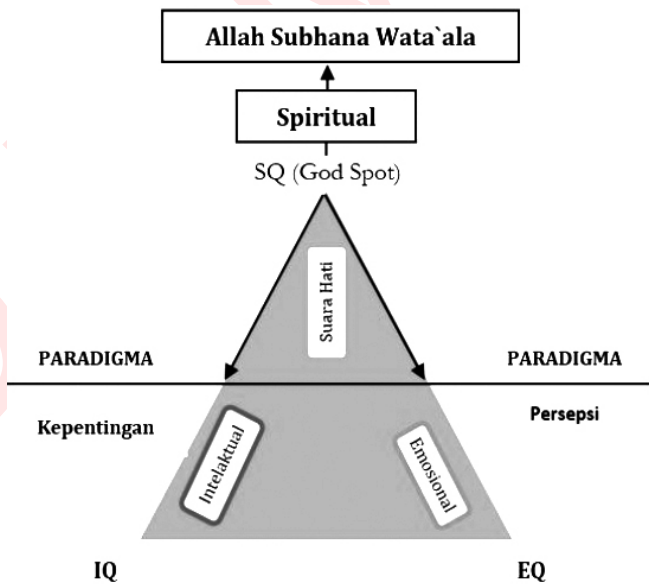 Allah Subhana Wata`ala
Spiritual
SQ (God Spot)
Suara Hati
PARADIGMA
PARADIGMA
Kepentingan
Persepsi
Intelaktual
Emosional
IQ
EQ